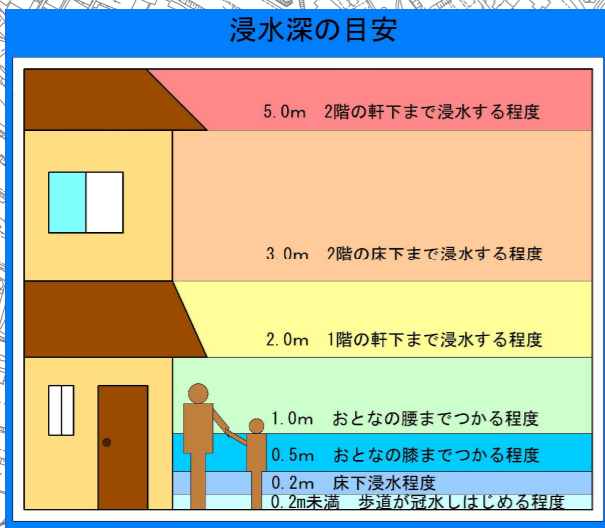 浸水深の目安
5.0m 2階の軒下まで浸水する程度
3.0m 2階の床下まで浸水する程度
2.0m 1階の軒下まで浸水する程度
1.0m おとなの腰までつかる程度
0.5m おとなの膝までつかる程度
0.2m 床下浸水程度
0.2m未満 歩道が冠水しはじめる程度